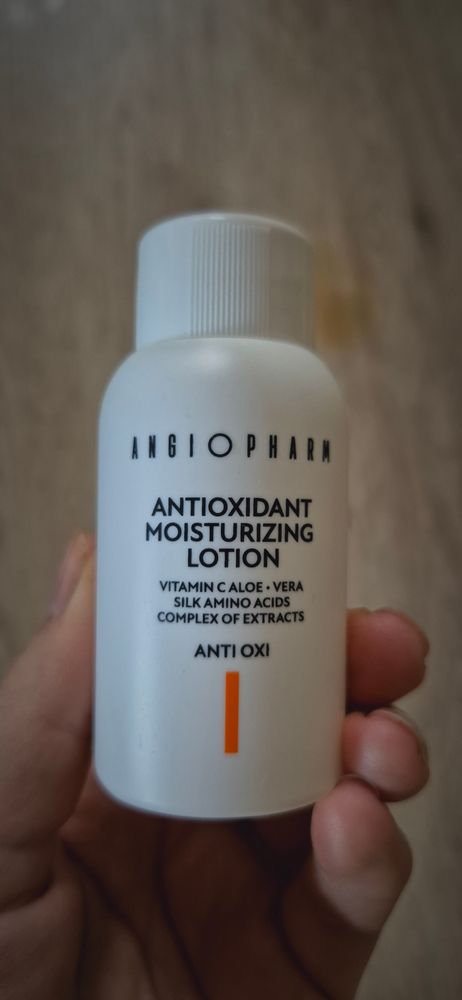 ANGIOPHARM
ANTIOXIDANT
MOISTURIZING
LOTION
VITAMIN C ALOE • VERA
SILK AMINO ACIDS
COMPLEX OF EXTRACTS
ANTI OXI